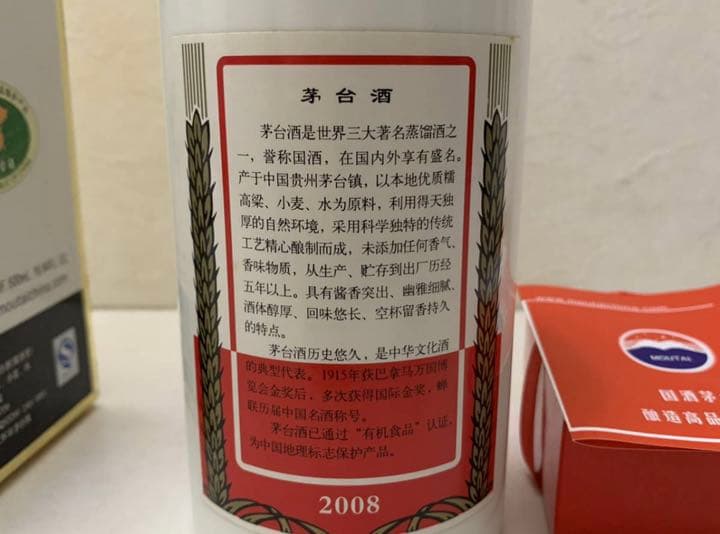 茅台酒
茅台酒是世界三大著名蒸馏酒之
一，誉称国酒，在国内外享有盛名。
产于中国贵州茅台镇，以本地优质糯
高粱、小麦、水为原料，利用得天独
厚的自然环境，采用科学独特的传统
工艺精心酿制而成，未添加任何香气、
香味物质，从生产、贮存到出厂历经
五年以上。具有酱香突出、幽雅细腻、
酒体醇厚、回味悠长、空杯留香持久
的特点。
茅台酒历史悠久，是中华文化酒
的典型代表。1915年获巴拿马万国博
览会金奖后，多次获得国际金奖，蝉
联历届中国名酒称号。
茅台酒已通过“有机食品”认证，
为中国地理标志保护产品。
2008
500mL
moutaichina.com
MOUTAI
国酒茅
酿造高品